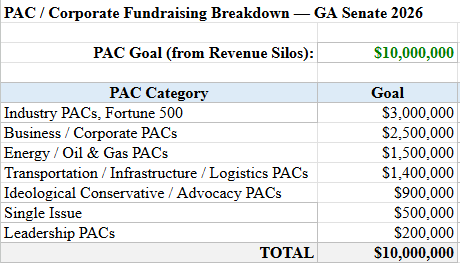 PAC / Corporate Fundraising Breakdown — GA Senate 2026
PAC Goal (from Revenue Silos): $10,000,000
PAC Category Goal
Industry PACs, Fortune 500 $3,000,000
Business / Corporate PACs $2,500,000
Energy / Oil & Gas PACs $1,500,000
Transportation / Infrastructure / Logistics PACs $1,400,000
Ideological Conservative / Advocacy PACs $900,000
Single Issue $500,000
Leadership PACs $200,000
TOTAL $10,000,000